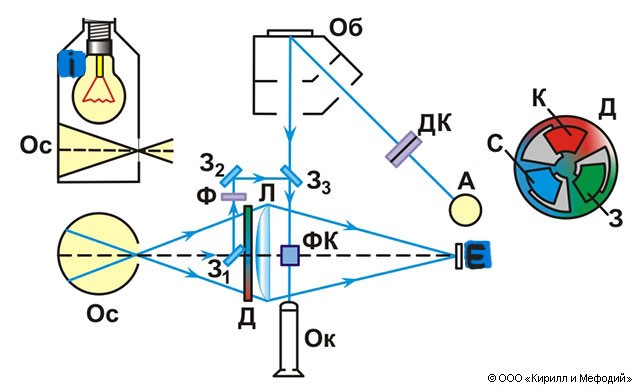 Об
i
К
Д
ДК
Ос
С
З₂
А
З₃
Ф
Л
З
ФК
З₁
E
Ос
Д
Ок
© ООО «Кирилл и Мефодий»